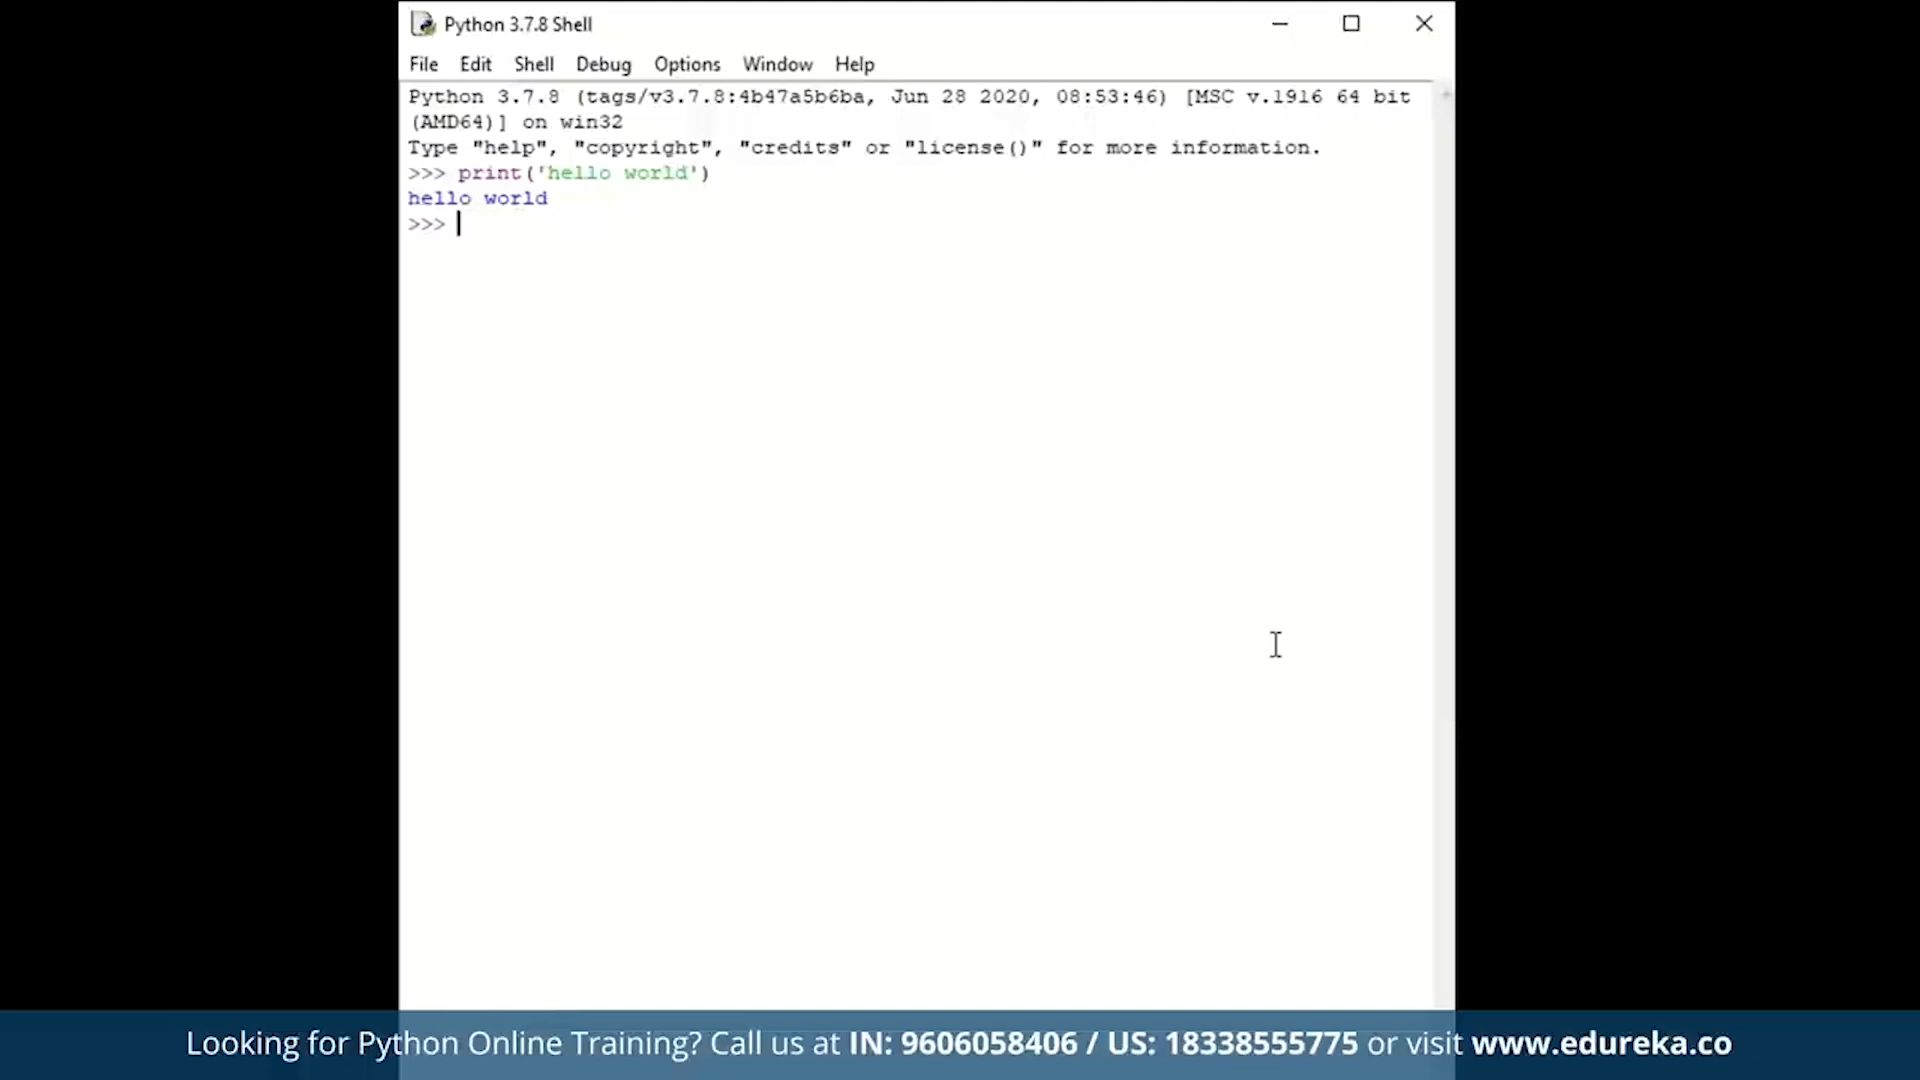 Python 3.7.8 Shell
File Edit Shell Debug Options Window Help
Python 3.7.8 (tags/v3.7.8:4b47a5b6ba, Jun 28 2020, 08:53:46) [MSC v.1916 64 bit
(AMD64)] on win32
Type "help", "copyright", "credits" or "license()" for more information.
>>> print('hello world')
hello world
>>>
Looking for Python Online Training? Call us at IN: 9606058406 / US: 18338555775 or visit www.edureka.co